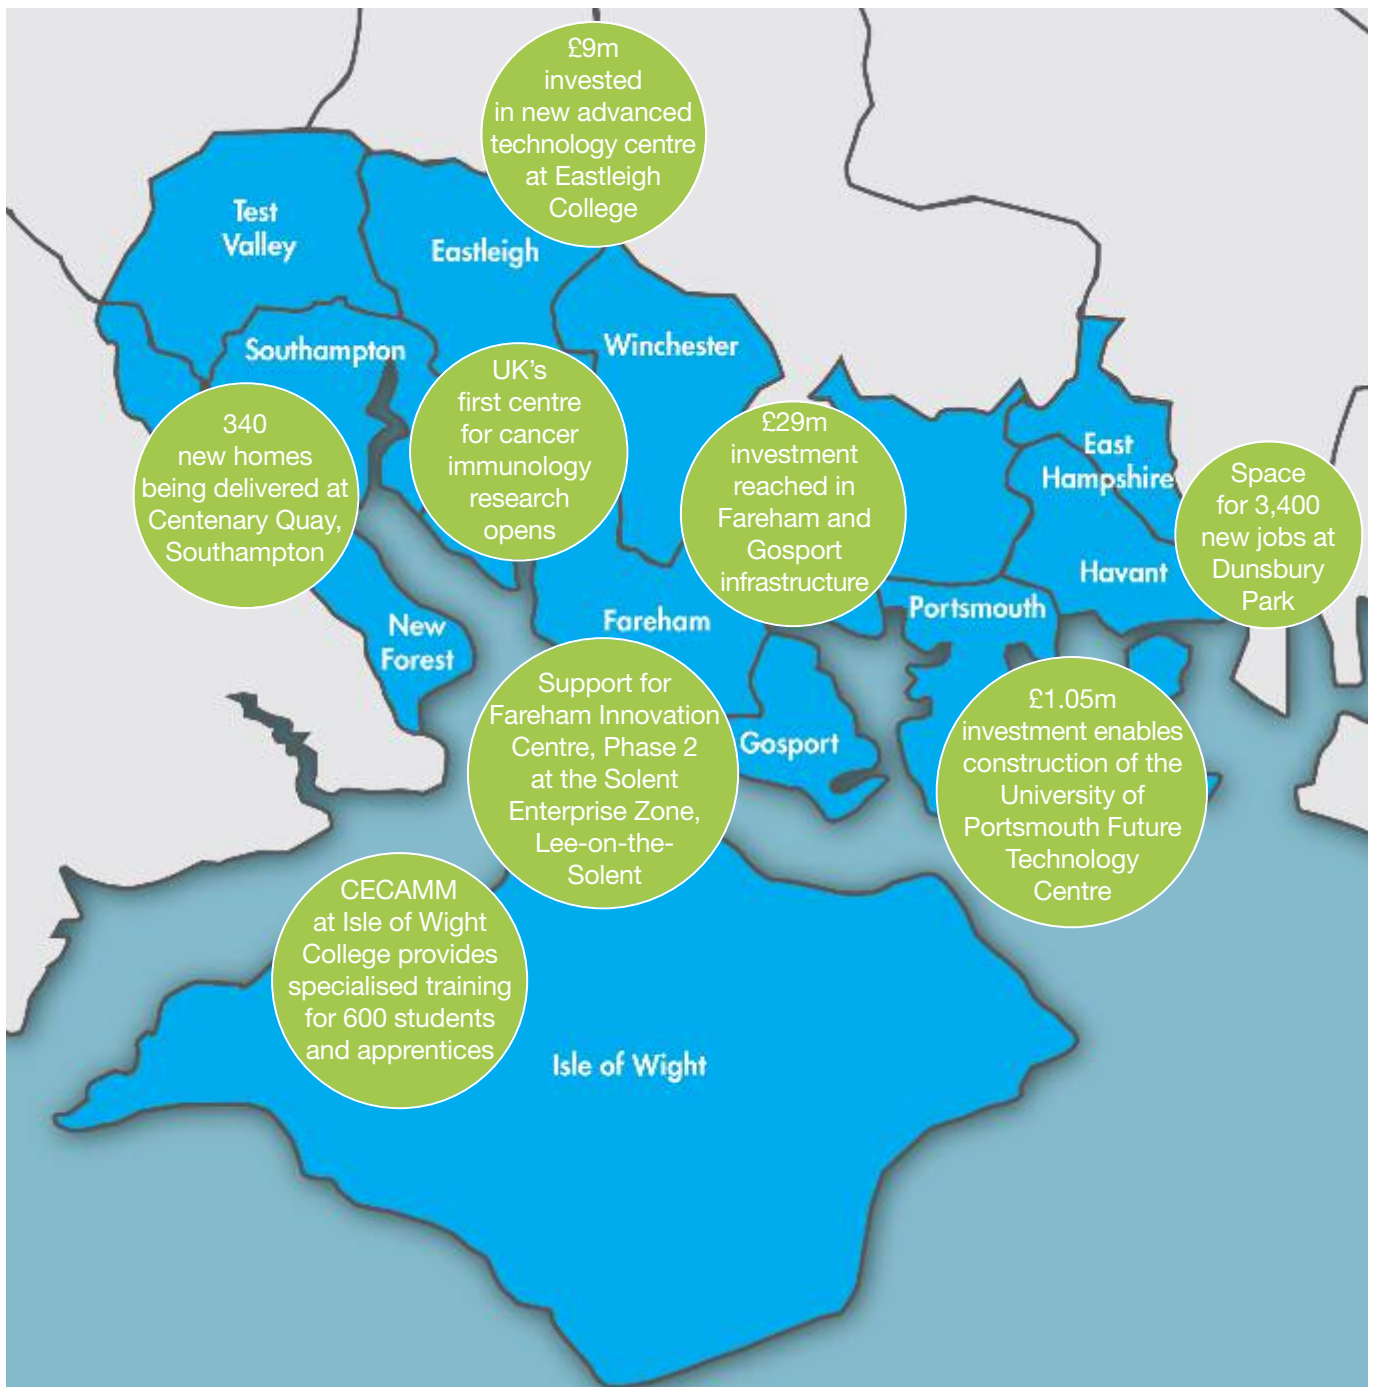 £9m
invested
in new advanced
technology centre
at Eastleigh
College
Test
Valley
Eastleigh
Winchester
Southampton
UK's
first centre
for cancer
immunology
research
opens
340
new homes
being delivered at
Centenary Quay,
Southampton
£29m
investment
reached in
Fareham and
Gosport
infrastructure
East
Hampshire
Space
for 3,400
new jobs at
Dunsbury
Park
Havant
Portsmouth
Fareham
New
Forest
Support for
Fareham Innovation
Centre, Phase 2
at the Solent
Enterprise Zone,
Lee-on-the-
Solent
Gosport
£1.05m
investment enables
construction of the
University of
Portsmouth Future
Technology
Centre
CECAMM
at Isle of Wight
College provides
specialised training
for 600 students
and apprentices
Isle of Wight